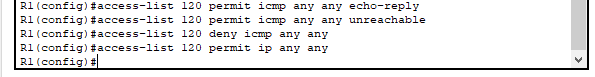 R1(config)#access-list 120 permit icmp any any echo-reply
R1(config)#access-list 120 permit icmp any any unreachable
R1(config)#access-list 120 deny icmp any any
R1(config)#access-list 120 permit ip any any
R1(config)#